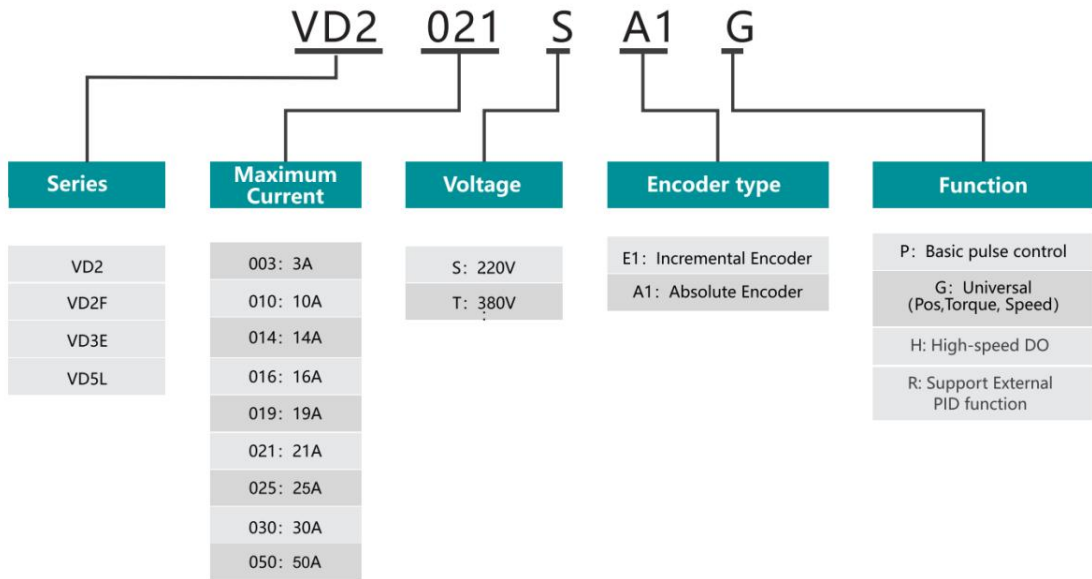 VD2 021 S A1 G
Series
Maximum
Current
Voltage
Encoder type
Function
VD2
VD2F
VD3E
VD5L
003: 3A
010: 10A
014: 14A
016: 16A
019: 19A
021: 21A
025: 25A
030: 30A
050: 50A
S: 220V
T: 380V
:
E1: Incremental Encoder
A1: Absolute Encoder
P: Basic pulse control
G: Universal
(Pos,Torque, Speed)
H: High-speed DO
R: Support External
PID function